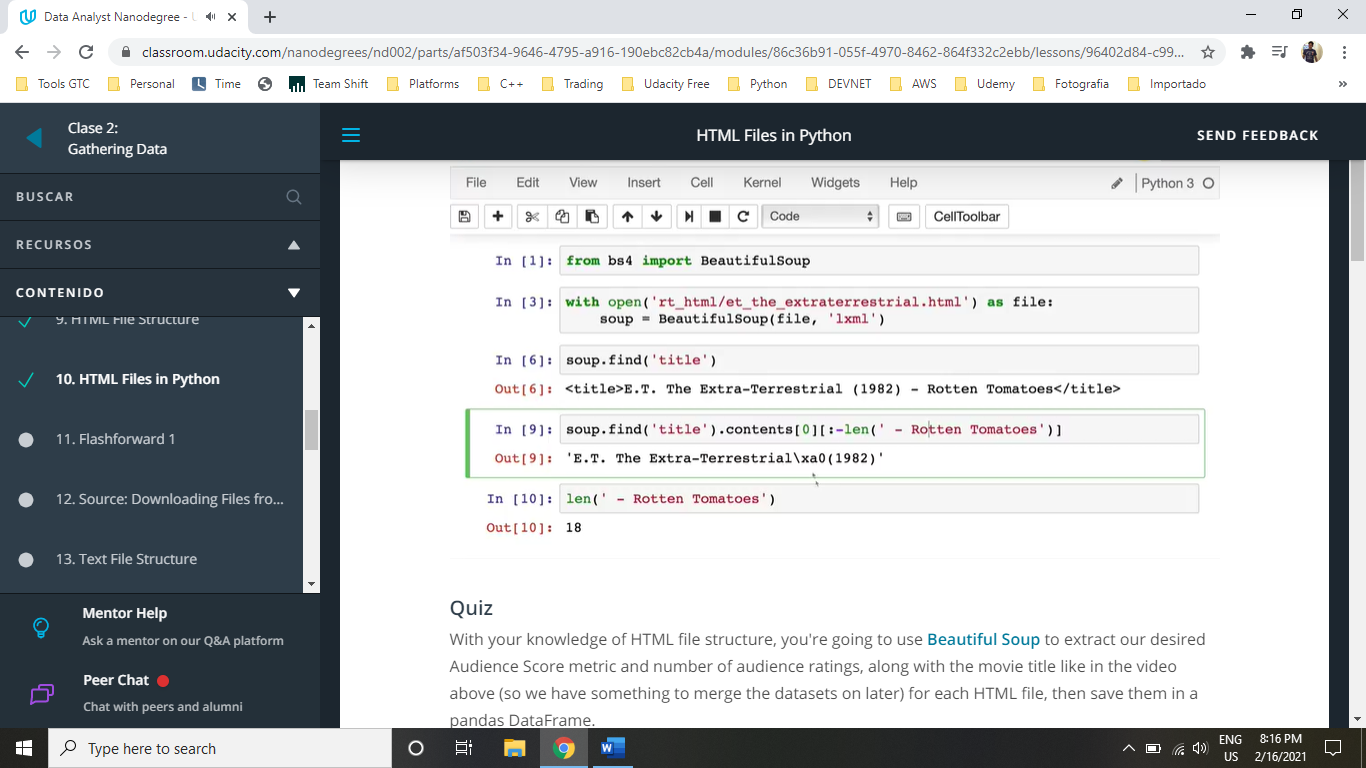 Data Analyst Nanodegree -
classroom.udacity.com/nanodegrees/nd002/parts/af503f34-9646-4795-a916-190ebc82cb4a/modules/86c36b91-055f-4970-8462-864f332c2ebb/lessons/96402d84-c99...
Tools GTC Personal Time Team Shift Platforms C++ Trading Udacity Free Python DEVNET AWS Udemy Fotografia Importado »
Clase 2:
Gathering Data
HTML Files in Python
SEND FEEDBACK
BUSCAR
RECURSOS
CONTENIDO
9. HTML File Structure
10. HTML Files in Python
11. Flashforward 1
12. Source: Downloading Files fro...
13. Text File Structure
Mentor Help
Ask a mentor on our Q&A platform
Peer Chat
Chat with peers and alumni
File Edit View Insert Cell Kernel Widgets Help Python 3
Code CellToolbar
In [1]: from bs4 import BeautifulSoup
In [3]: with open('rt_html/et_the_extraterrestrial.html') as file:
soup = BeautifulSoup(file, 'lxml')
In [6]: soup.find('title')
Out[6]: <title>E.T. The Extra-Terrestrial (1982) - Rotten Tomatoes</title>
In [9]: soup.find('title').contents[0][:-len(' - Rotten Tomatoes')]
Out[9]: 'E.T. The Extra-Terrestrial\xa0(1982)'
In [10]: len(' - Rotten Tomatoes')
Out[10]: 18
Quiz
With your knowledge of HTML file structure, you're going to use Beautiful Soup to extract our desired
Audience Score metric and number of audience ratings, along with the movie title like in the video
above (so we have something to merge the datasets on later) for each HTML file, then save them in a
pandas DataFrame.
Type here to search
W
ENG
US
8:16 PM
2/16/2021